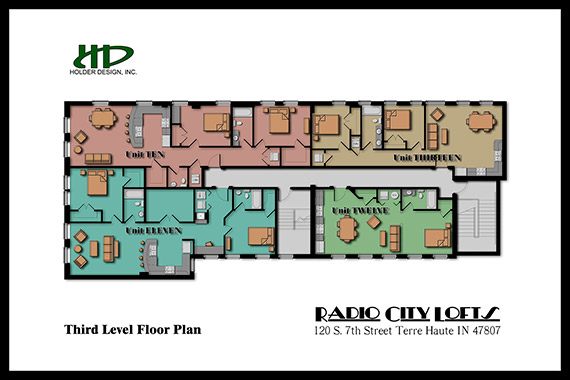 HD
HOLDER DESIGN, INC.
Unit TEN
Unit THIRTEEN
Unit ELEVEN
Unit TWELVE
RADIO CITY LOFTS
Third Level Floor Plan
120 S. 7th Street Terre Haute IN 47807